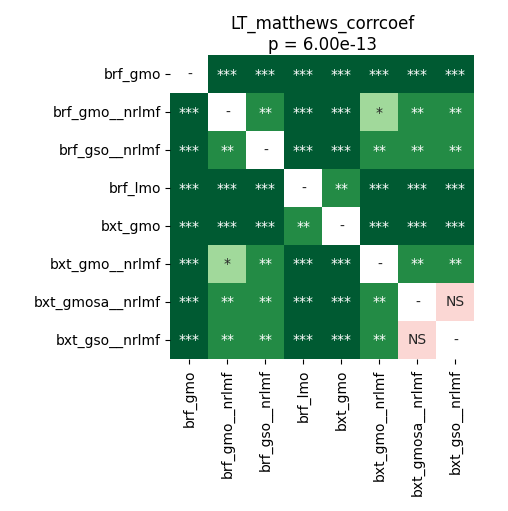 LT_matthews_corrcoef
p = 6.00e-13
brf_gmo - *** *** *** *** *** *** ***
brf_gmo__nrlmf *** - ** *** *** * ** **
brf_gso__nrlmf *** ** - *** *** ** ** **
brf_lmo *** *** *** - ** *** *** ***
bxt_gmo *** *** *** ** - *** *** ***
bxt_gmo__nrlmf *** * ** *** *** - ** **
bxt_gmosa__nrlmf *** ** ** *** *** ** - NS
bxt_gso__nrlmf *** ** ** *** *** ** NS -
brf_gmo
brf_gmo__nrlmf
brf_gso__nrlmf
brf_lmo
bxt_gmo
bxt_gmo__nrlmf
bxt_gmosa__nrlmf
bxt_gso__nrlmf